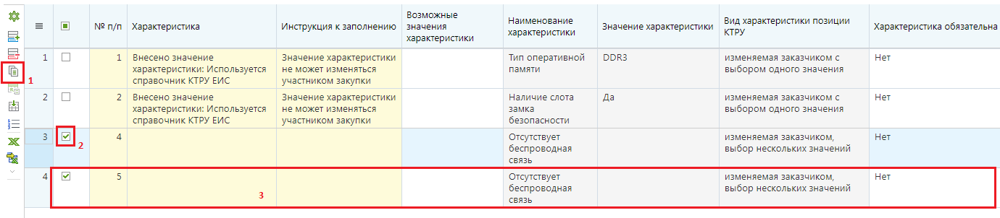 № п/п
Характеристика
Инструкция к заполнению
Возможные
значения
характеристики
Наименование
характеристики
Значение характеристики
Вид характеристики позиции
КТРУ
Характеристика обязательна
1
1
1
Внесено значение
характеристики: Используется
справочник КТРУ ЕИС
Значение характеристики
не может изменяться
участником закупки
Тип оперативной
памяти
DDR3
изменяемая заказчиком с
выбором одного значения
Нет
2
2
Внесено значение
характеристики: Используется
справочник КТРУ ЕИС
Значение характеристики
не может изменяться
участником закупки
Наличие слота
замка
безопасности
Да
изменяемая заказчиком с
выбором одного значения
Нет
3
2
4
Отсутствует
беспроводная
связь
изменяемая заказчиком,
выбор нескольких значений
Нет
4
5
3
Отсутствует
беспроводная
связь
изменяемая заказчиком,
выбор нескольких значений
Нет